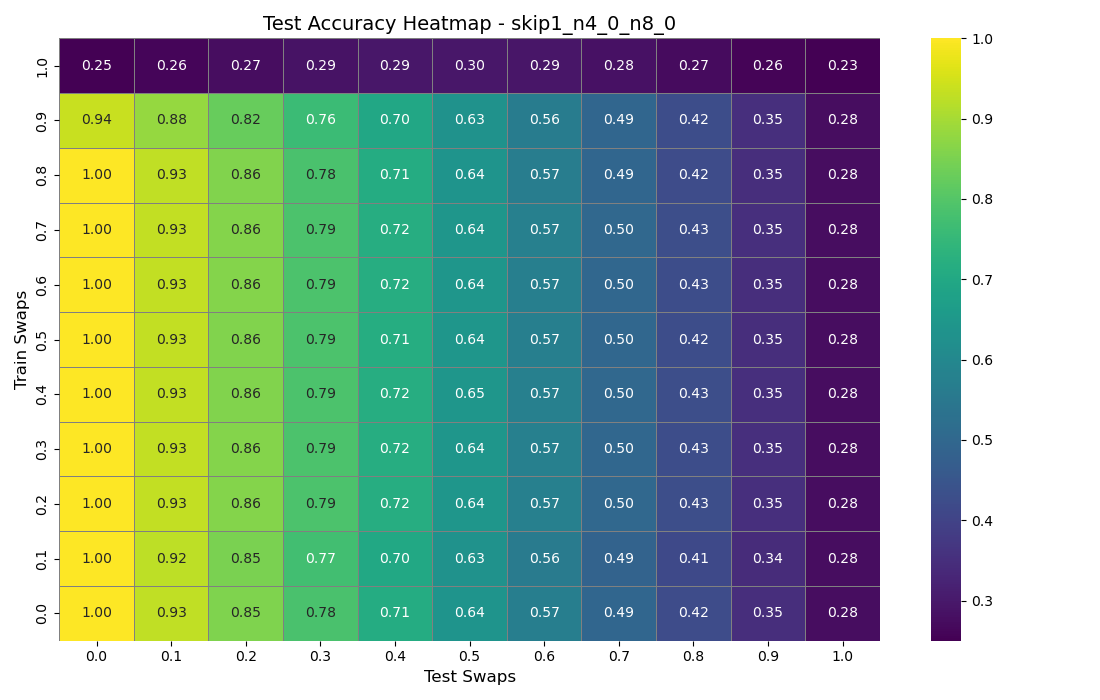 Test Accuracy Heatmap - skip1_n4_0_n8_0
1.0 0.25 0.26 0.27 0.29 0.29 0.30 0.29 0.28 0.27 0.26 0.23
0.9 0.94 0.88 0.82 0.76 0.70 0.63 0.56 0.49 0.42 0.35 0.28
0.8 1.00 0.93 0.86 0.78 0.71 0.64 0.57 0.49 0.42 0.35 0.28
0.7 1.00 0.93 0.86 0.79 0.72 0.64 0.57 0.50 0.43 0.35 0.28
0.6 1.00 0.93 0.86 0.79 0.72 0.64 0.57 0.50 0.43 0.35 0.28
0.5 1.00 0.93 0.86 0.79 0.71 0.64 0.57 0.50 0.42 0.35 0.28
0.4 1.00 0.93 0.86 0.79 0.72 0.65 0.57 0.50 0.43 0.35 0.28
0.3 1.00 0.93 0.86 0.79 0.72 0.64 0.57 0.50 0.43 0.35 0.28
0.2 1.00 0.93 0.86 0.79 0.72 0.64 0.57 0.50 0.43 0.35 0.28
0.1 1.00 0.92 0.85 0.77 0.70 0.63 0.56 0.49 0.41 0.34 0.28
0.0 1.00 0.93 0.85 0.78 0.71 0.64 0.57 0.49 0.42 0.35 0.28
0.0 0.1 0.2 0.3 0.4 0.5 0.6 0.7 0.8 0.9 1.0
Test Swaps
Train Swaps
1.0
0.9
0.8
0.7
0.6
0.5
0.4
0.3